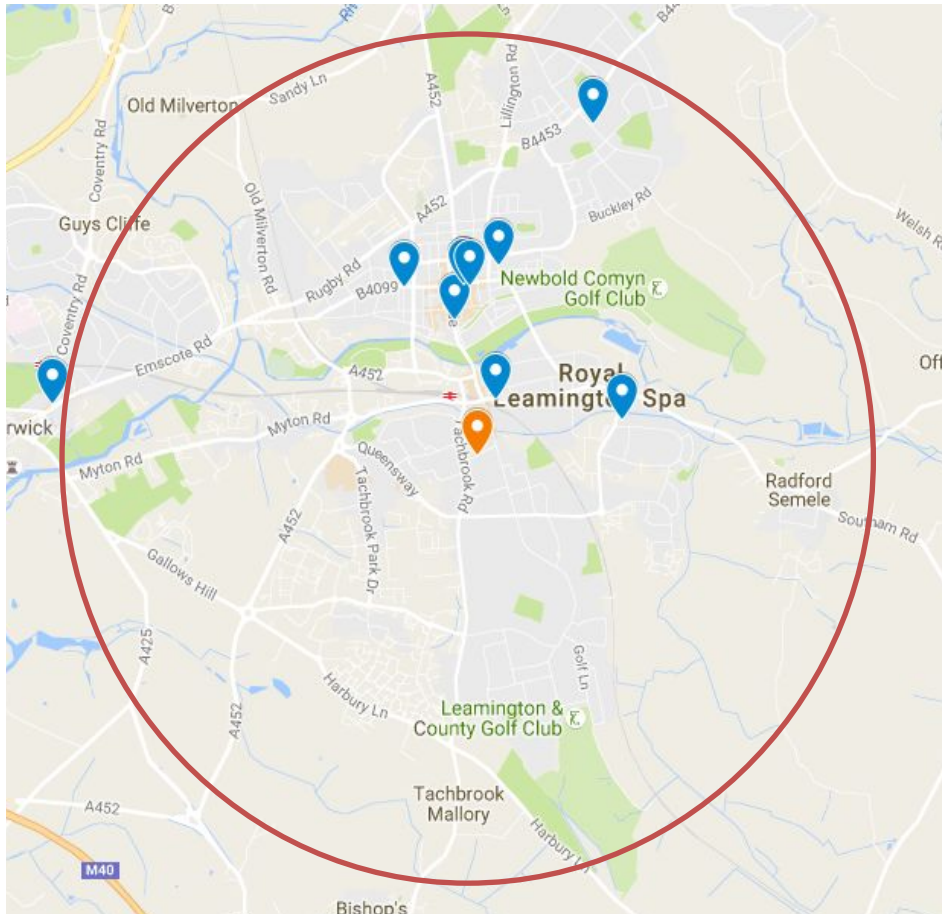 A452
Lillington Rd
Sandy Ln
Old Milverton
B4453
Coventry Rd
A452
Old Milverton Rd
Buckley Rd
Guys Cliffe
Welsh R
Rugby Rd
B4099
Newbold Comyn
Golf Club
Coventry Rd
Emscote Rd
A452
Royal
Leamington Spa
Off
rwick
Myton Rd
Myton Rd
Queensway
Tachbrook Rd
Radford
Semele
Tachbrook Park Dr
A452
Southam Rd
Gallows Hill
A425
Golf Ln
A452
Harbury Ln
Leamington &
County Golf Club
Tachbrook
Mallory
A452
Harbury Ln
M40
Bishop's